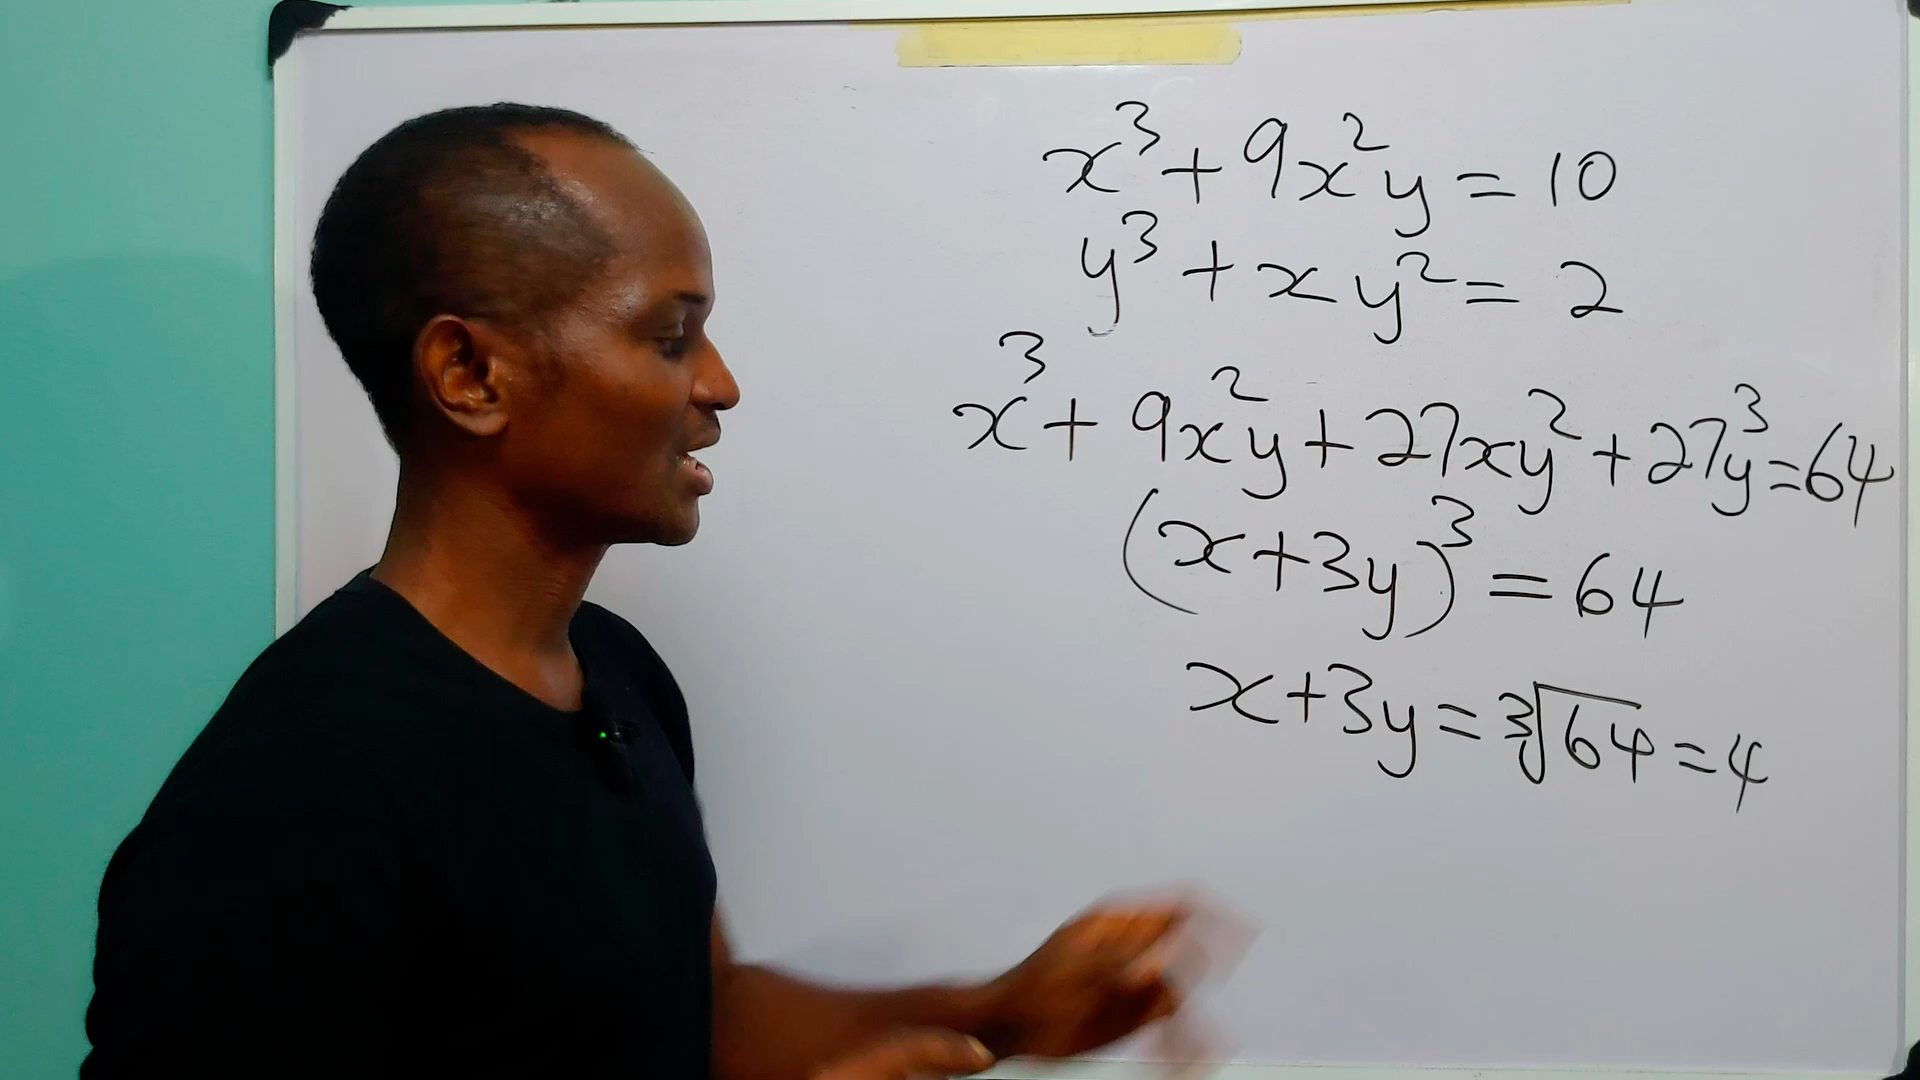 x³ + 9x²y = 10
y³ + xy² = 2
x³ + 9x²y + 27xy² + 27y³ = 64
(x + 3y)³ = 64
x + 3y = ∛64 = 4